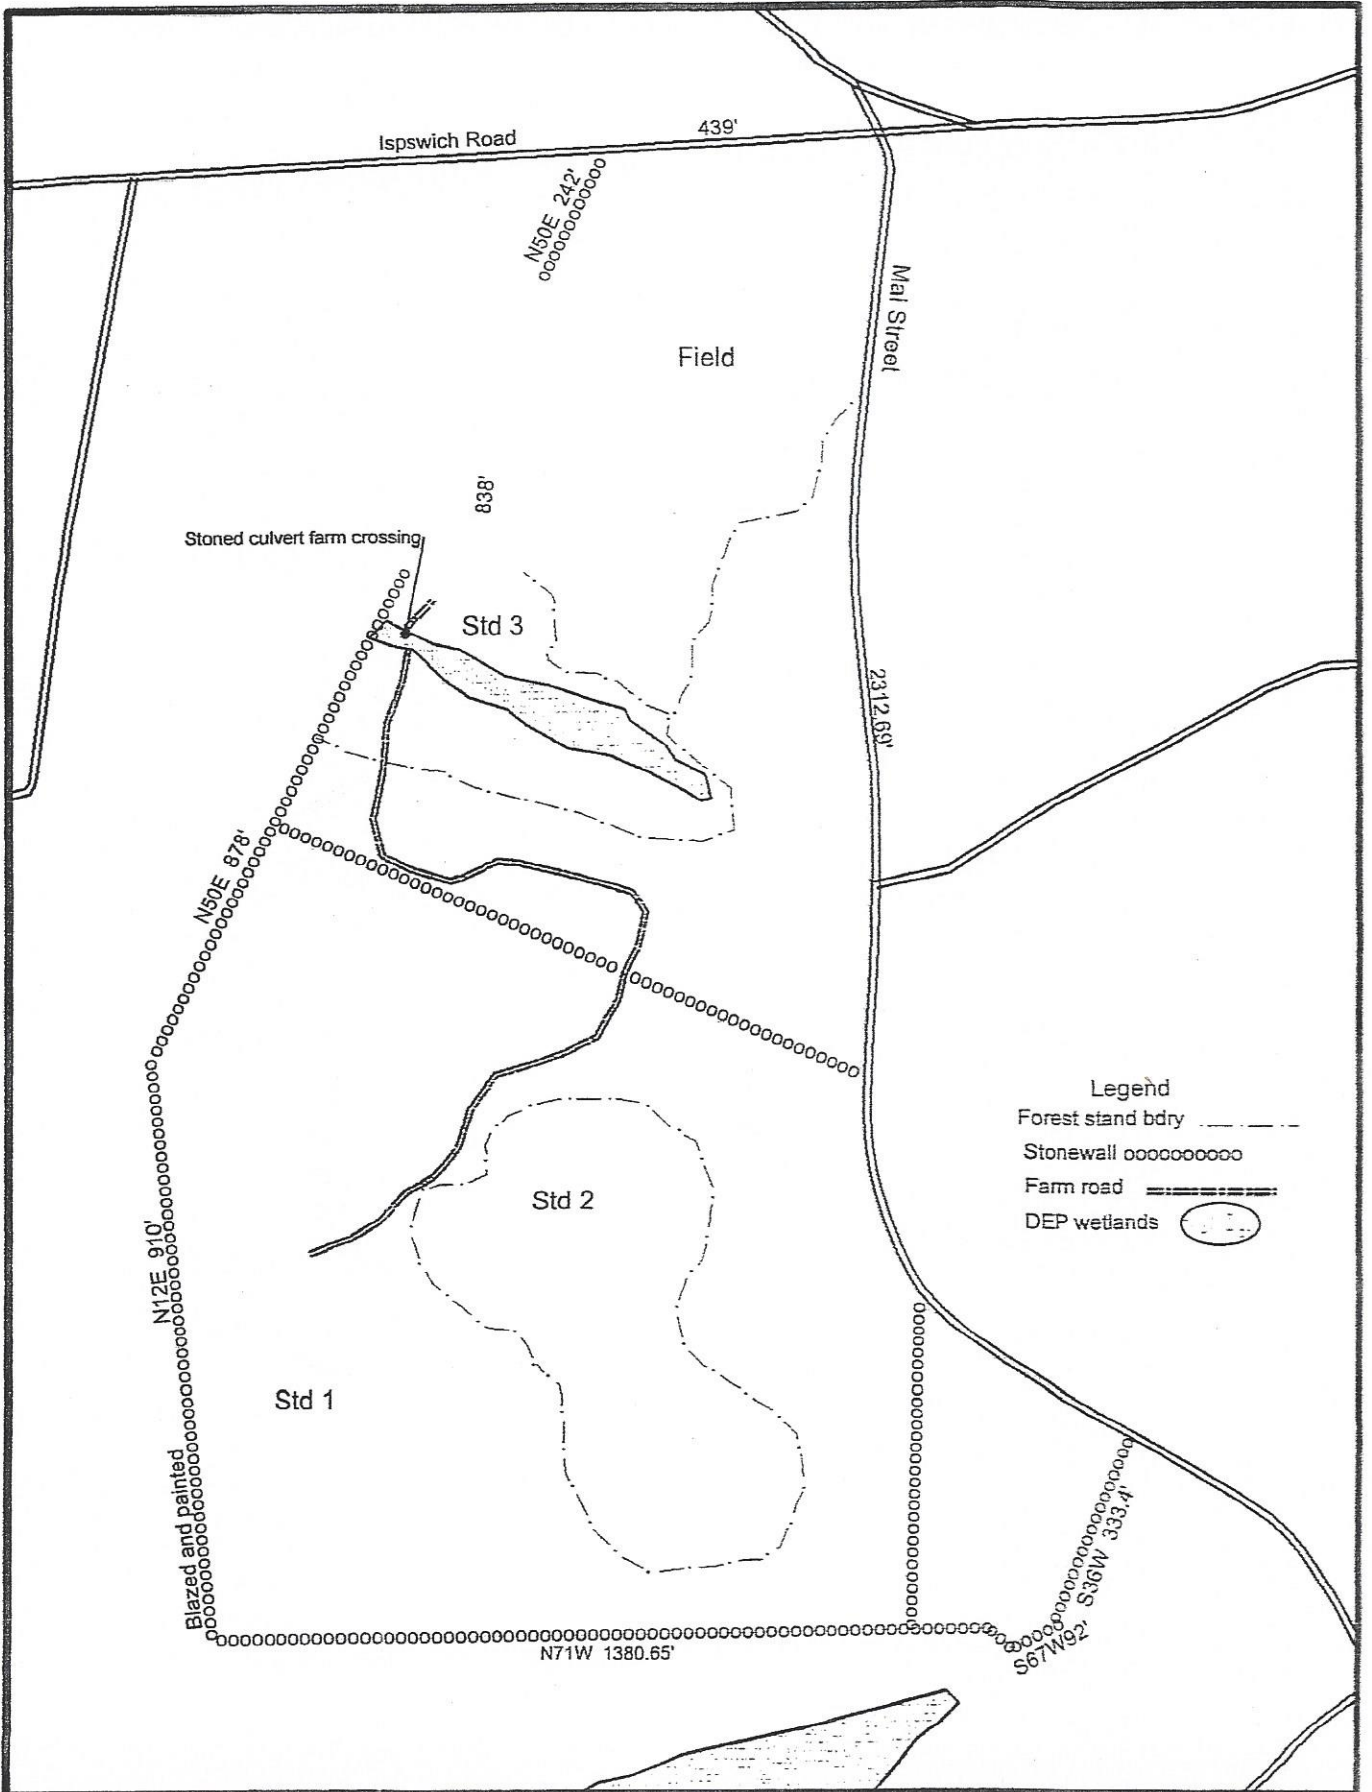 Ispswich Road
439'
N50E 242'
Mal Street
Field
838'
Stoned culvert farm crossing
Std 3
2312.69'
N50E 878'
Legend
Forest stand bdry
Stonewall oooooooooo
Farm road
DEP wetlands
Std 2
N12E 910'
Std 1
Blazed and painted
S36W 333.4'
N71W 1380.65'
S67W92'